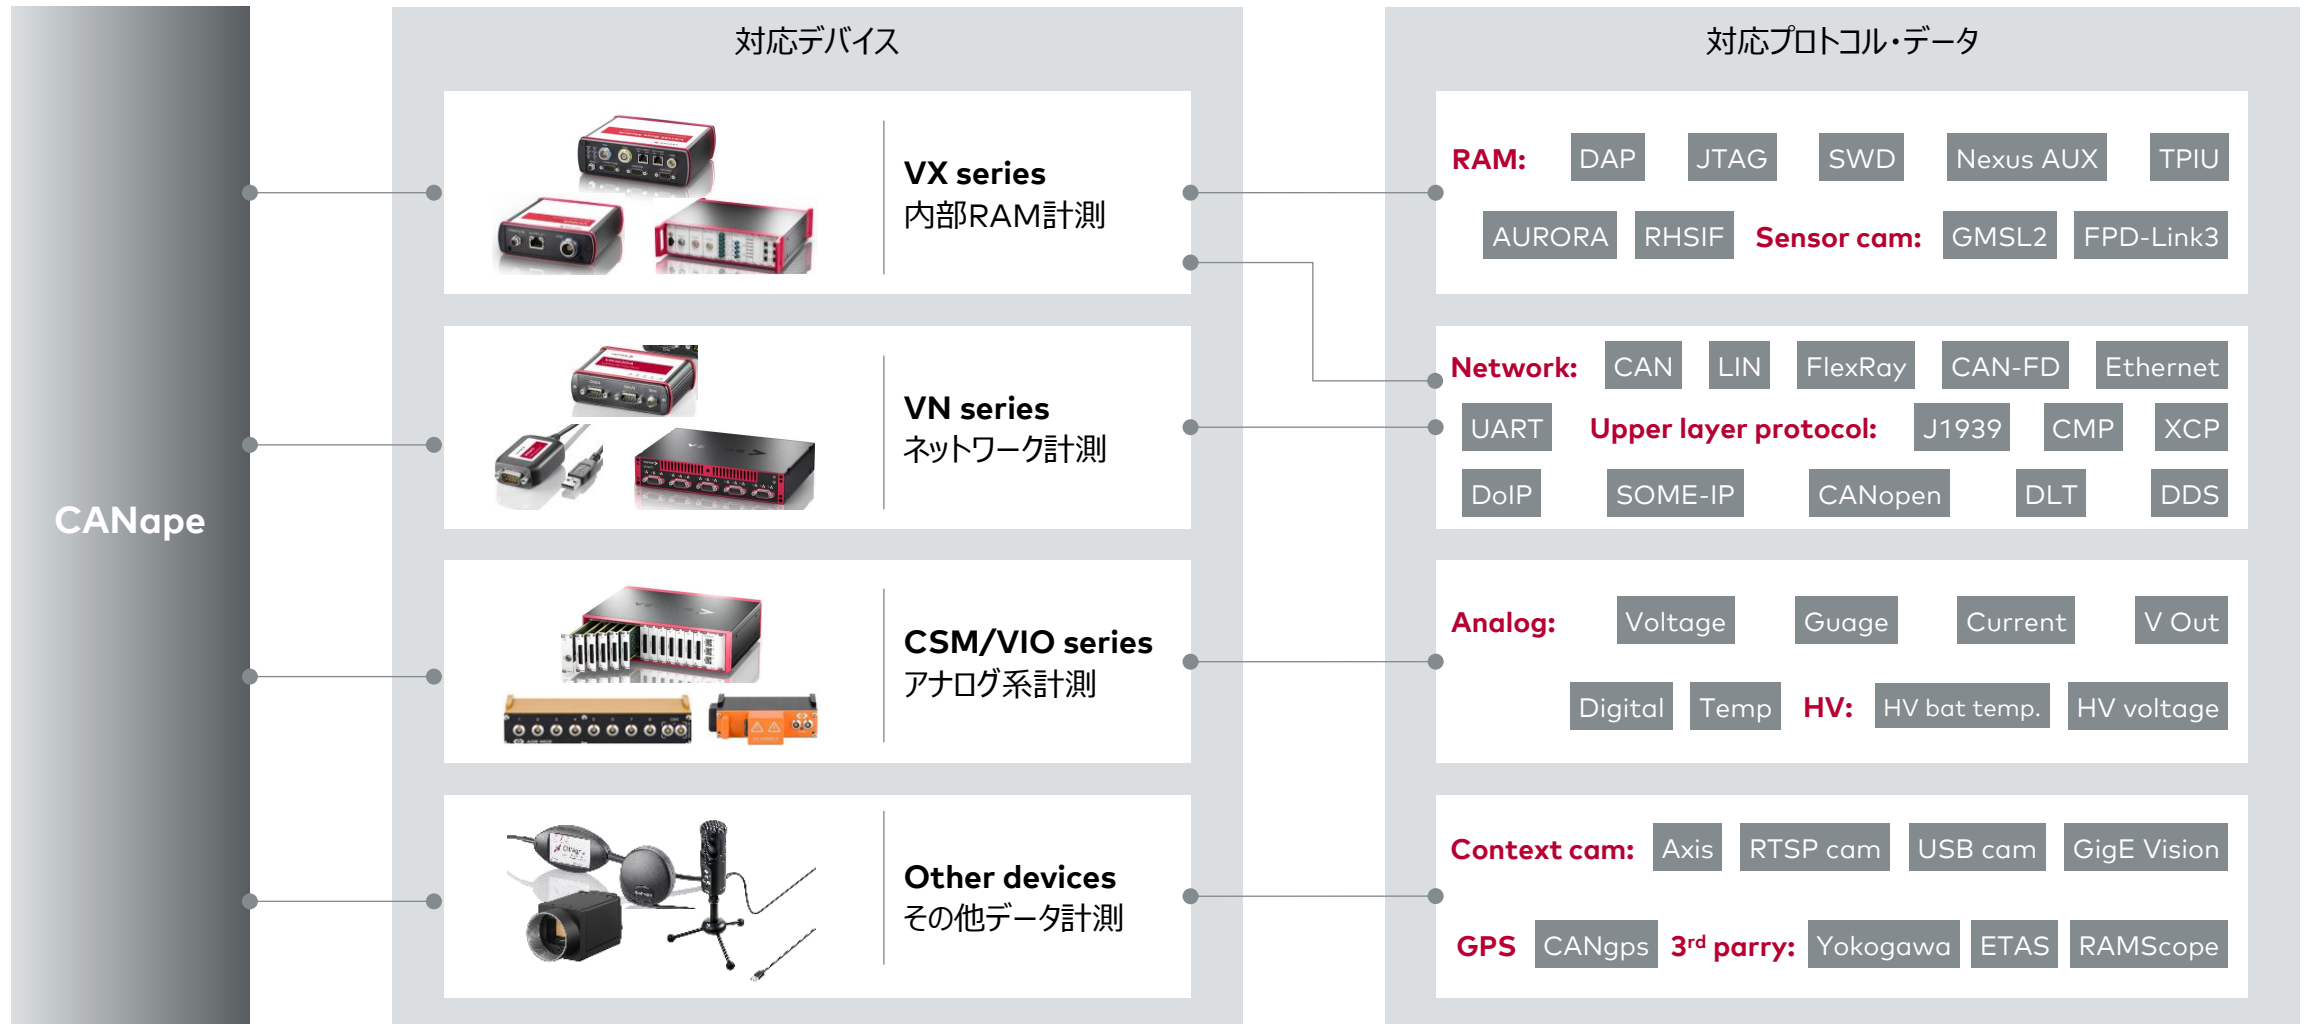 対応デバイス
対応プロトコル・データ
CANape
VX series
内部RAM計測
RAM: DAP JTAG SWD Nexus AUX TPIU
AURORA RHSIF Sensor cam: GMSL2 FPD-Link3
VN series
ネットワーク計測
Network: CAN LIN FlexRay CAN-FD Ethernet
UART Upper layer protocol: J1939 CMP XCP
DoIP SOME-IP CANopen DLT DDS
CSM/VIO series
アナログ系計測
Analog: Voltage Guage Current V Out
Digital Temp HV: HV bat temp. HV voltage
Other devices
その他データ計測
Context cam: Axis RTSP cam USB cam GigE Vision
GPS CANgps 3rd parry: Yokogawa ETAS RAMScope